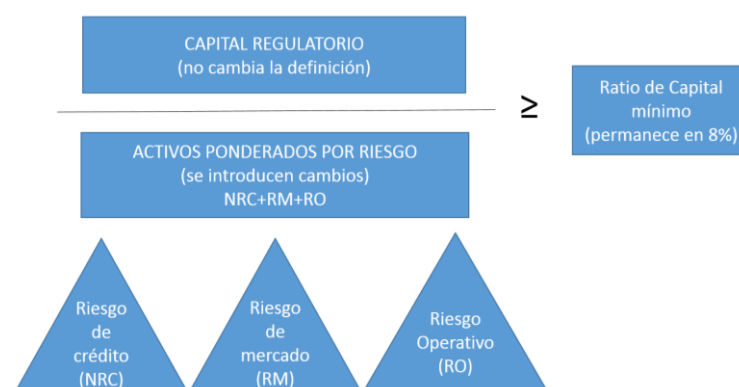 CAPITAL REGULATORIO
(no cambia la definición)
≥
Ratio de Capital
mínimo
(permanece en 8%)
ACTIVOS PONDERADOS POR RIESGO
(se introducen cambios)
NRC+RM+RO
Riesgo
de
crédito
(NRC)
Riesgo
de
mercado
(RM)
Riesgo
Operativo
(RO)